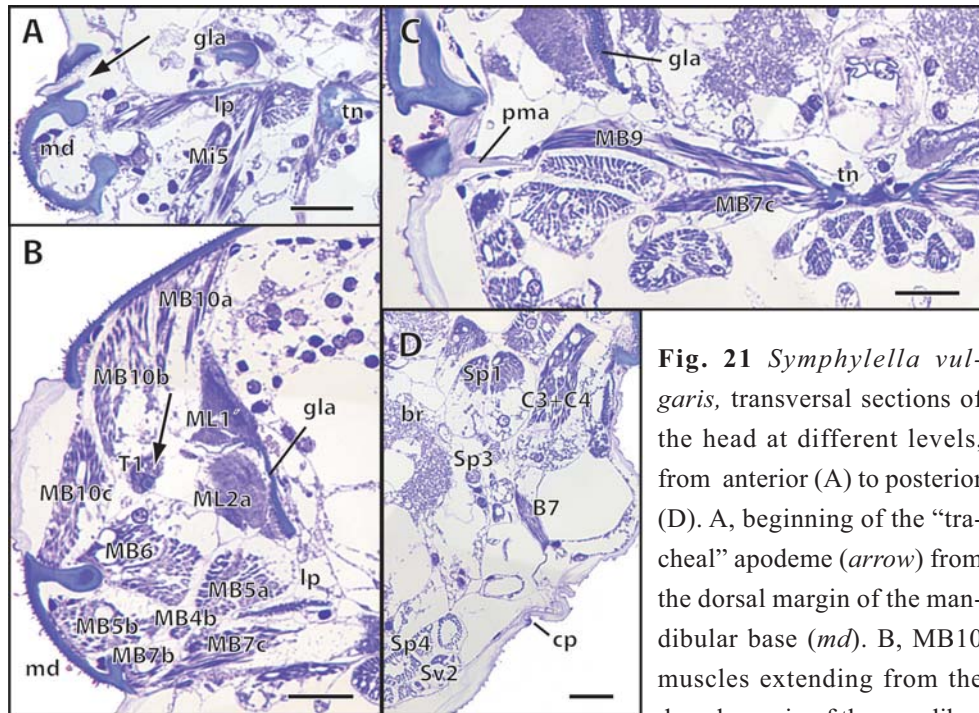 A
gla
lp
tn
md
Mi5
B
MB10a
MB10b
ML1
gla
T1
ML2a
MB10c
MB6
MB5a
lp
MB5b
MB4b
MB7b
MB7c
md
C
gla
pma
MB9
tn
MB7c
D
Sp1
C3+C4
br
Sp3
B7
Sp4
Sv2
cp
Fig. 21 Symphylella vul-
garis, transversal sections of
the head at different levels,
from anterior (A) to posterior
(D). A, beginning of the “tra-
cheal” apodeme (arrow) from
the dorsal margin of the man-
dibular base (md). B, MB10
muscles extending from the